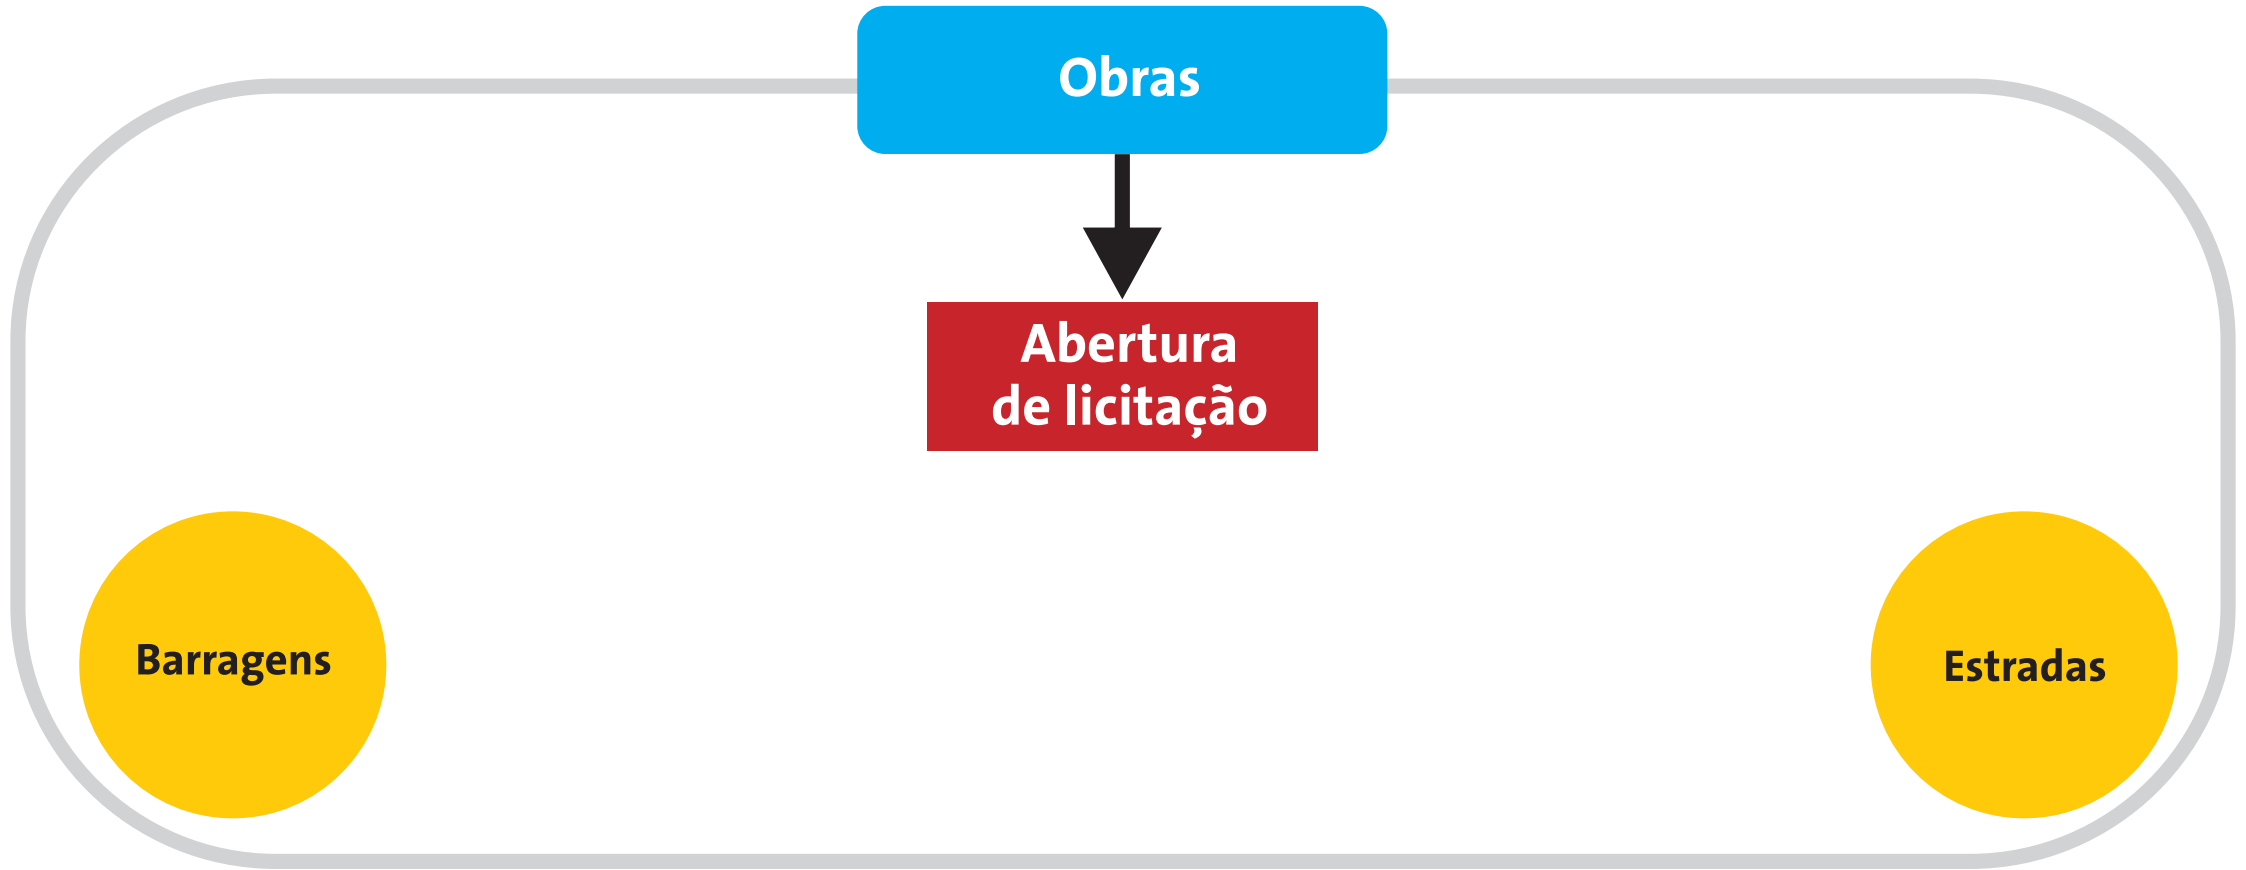 Obras
Abertura
de licitação
Barragens
Estradas